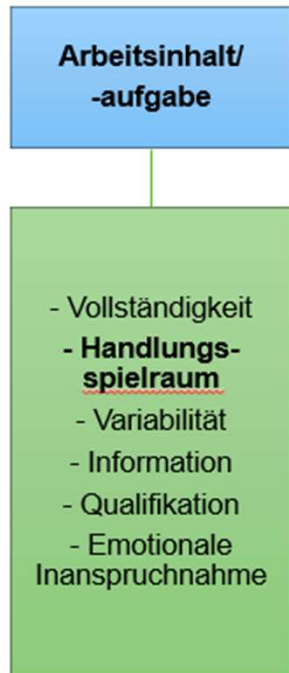 Arbeitsinhalt/
-aufgabe
- Vollständigkeit
- Handlungs-
spielraum
- Variabilität
- Information
- Qualifikation
- Emotionale
Inanspruchnahme